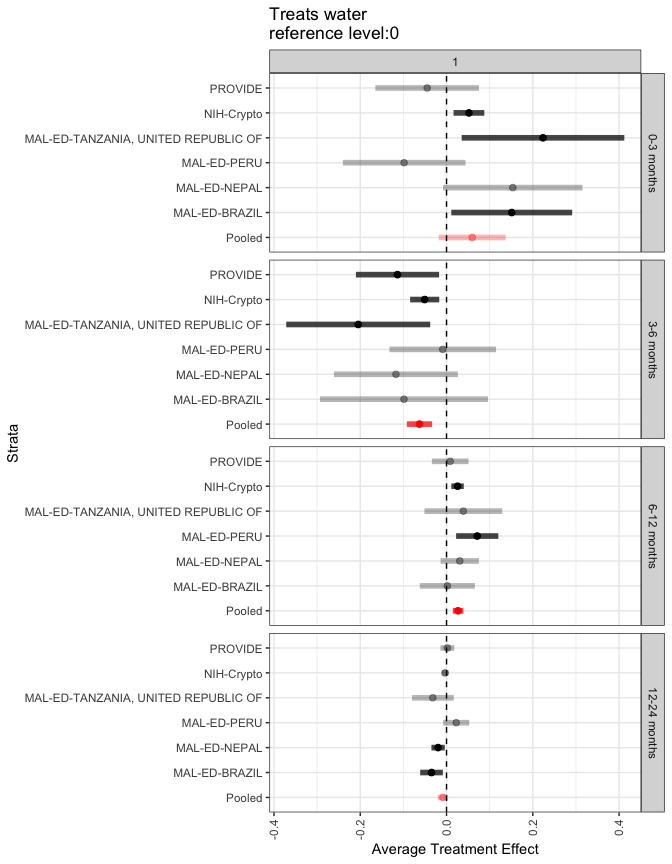 Treats water
reference level:0
1
Strata
PROVIDE
NIH-Crypto
MAL-ED-TANZANIA, UNITED REPUBLIC OF
MAL-ED-PERU
MAL-ED-NEPAL
MAL-ED-BRAZIL
Pooled
0-3 months
PROVIDE
NIH-Crypto
MAL-ED-TANZANIA, UNITED REPUBLIC OF
MAL-ED-PERU
MAL-ED-NEPAL
MAL-ED-BRAZIL
Pooled
3-6 months
PROVIDE
NIH-Crypto
MAL-ED-TANZANIA, UNITED REPUBLIC OF
MAL-ED-PERU
MAL-ED-NEPAL
MAL-ED-BRAZIL
Pooled
6-12 months
PROVIDE
NIH-Crypto
MAL-ED-TANZANIA, UNITED REPUBLIC OF
MAL-ED-PERU
MAL-ED-NEPAL
MAL-ED-BRAZIL
Pooled
12-24 months
-0.4
-0.2
0.0
0.2
0.4
Average Treatment Effect